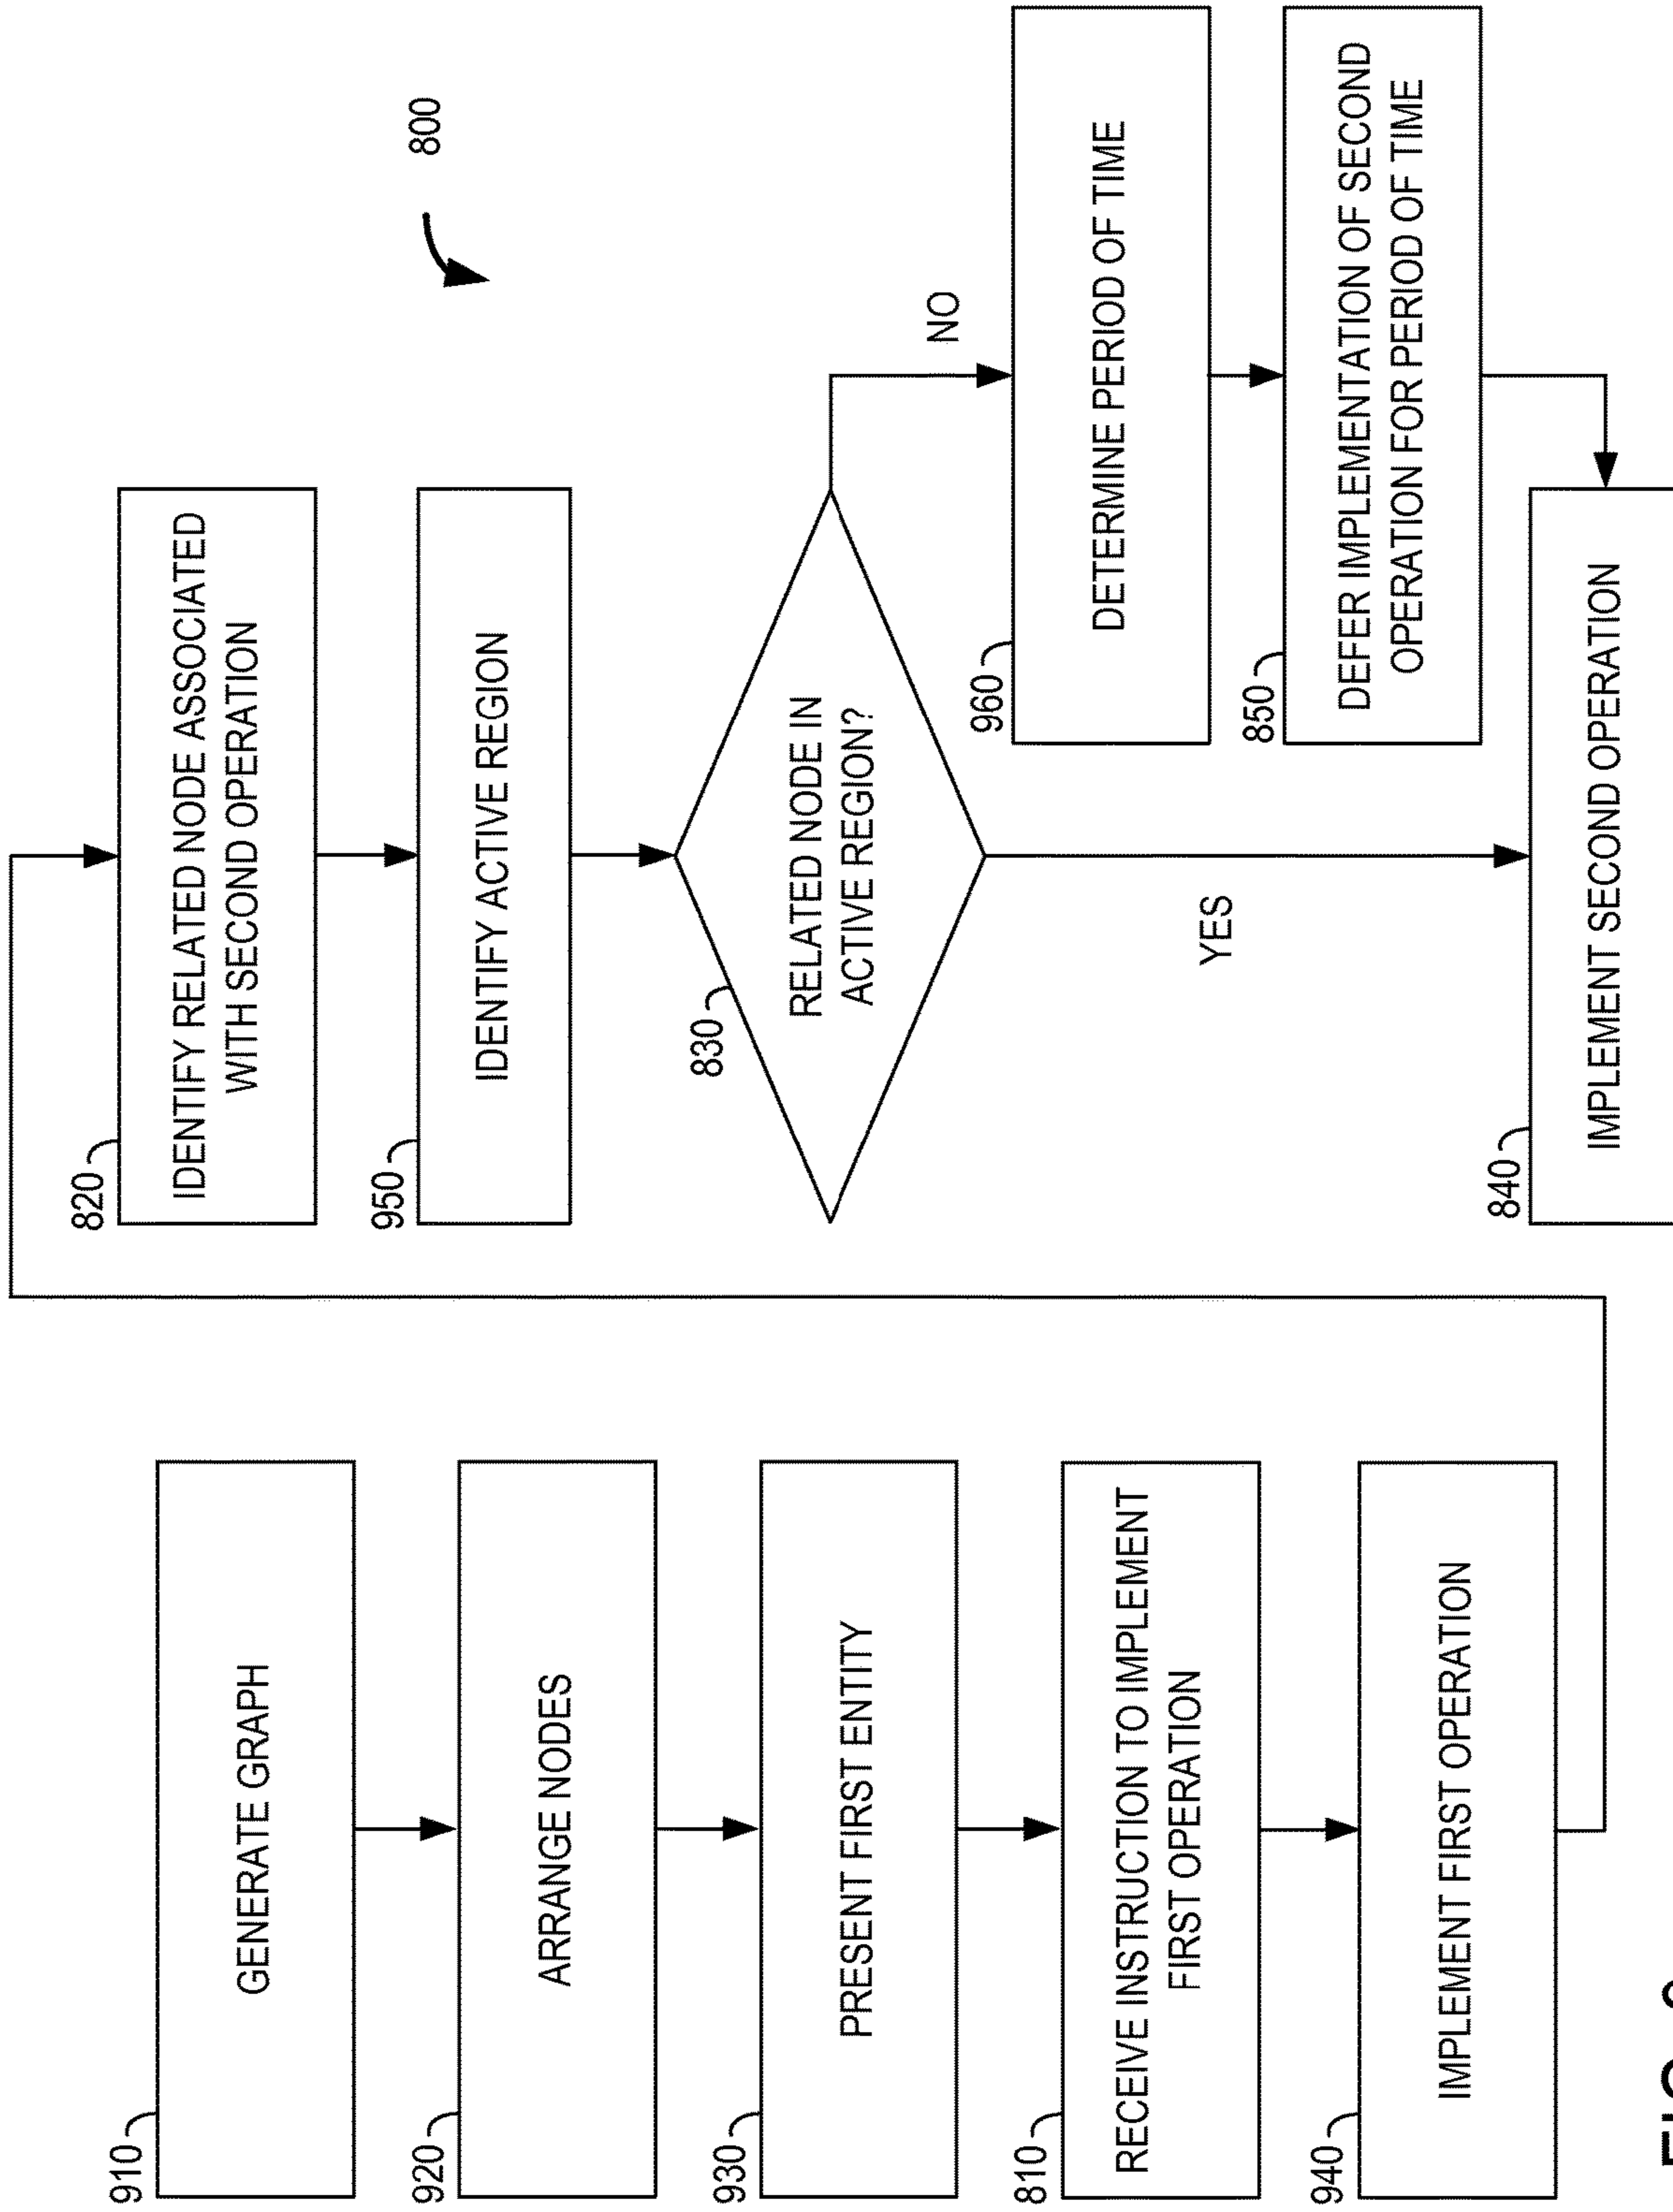 800
910
GENERATE GRAPH
920
ARRANGE NODES
930
PRESENT FIRST ENTITY
810
RECEIVE INSTRUCTION TO IMPLEMENT
FIRST OPERATION
940
IMPLEMENT FIRST OPERATION
820
IDENTIFY RELATED NODE ASSOCIATED
WITH SECOND OPERATION
950
IDENTIFY ACTIVE REGION
830
RELATED NODE IN
ACTIVE REGION?
NO
YES
960
DETERMINE PERIOD OF TIME
850
DEFER IMPLEMENTATION OF SECOND
OPERATION FOR PERIOD OF TIME
840
IMPLEMENT SECOND OPERATION
FIG.